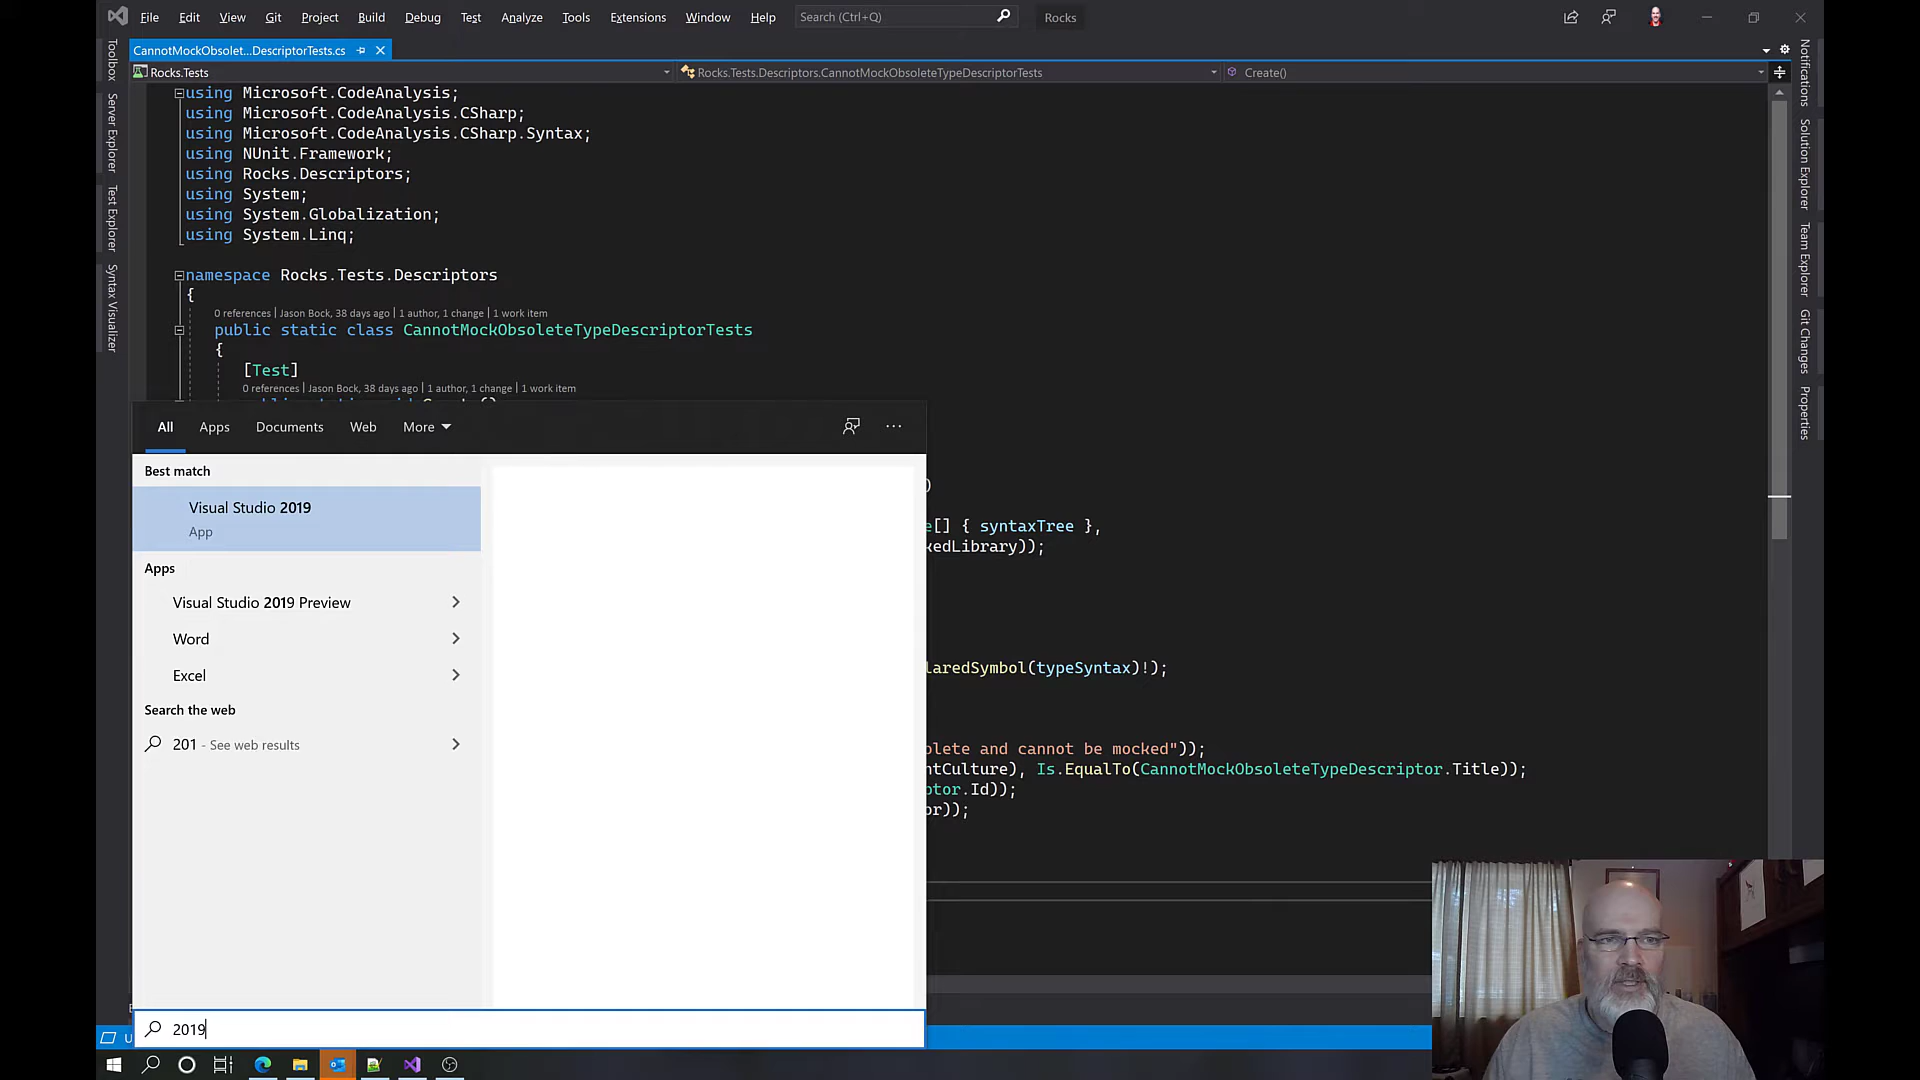 File Edit View Git Project Build Debug Test Analyze Tools Extensions Window Help Search (Ctrl+Q) Rocks
CannotMockObsolet...DescriptorTests.cs
Rocks.Tests Rocks.Tests.Descriptors.CannotMockObsoleteTypeDescriptorTests Create()
Toolbox
Server Explorer
Test Explorer
Syntax Visualizer
using Microsoft.CodeAnalysis;
using Microsoft.CodeAnalysis.CSharp;
using Microsoft.CodeAnalysis.CSharp.Syntax;
using NUnit.Framework;
using Rocks.Descriptors;
using System;
using System.Globalization;
using System.Linq;
namespace Rocks.Tests.Descriptors
{
0 references | Jason Bock, 38 days ago | 1 author, 1 change | 1 work item
public static class CannotMockObsoleteTypeDescriptorTests
{
[Test]
0 references | Jason Bock, 38 days ago | 1 author, 1 change | 1 work item
)
e[] { syntaxTree },
kedLibrary));
laredSymbol(typeSyntax)!);
plete and cannot be mocked"));
ntCulture), Is.EqualTo(CannotMockObsoleteTypeDescriptor.Title));
ptor.Id));
or));
All Apps Documents Web More
Best match
Visual Studio 2019
App
Apps
Visual Studio 2019 Preview
Word
Excel
Search the web
201 - See web results
2019
Notifications
Solution Explorer
Team Explorer
Git Changes
Properties